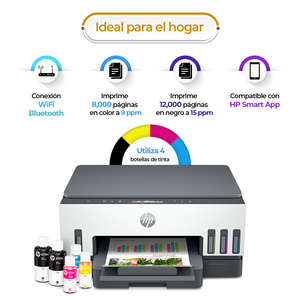 Ideal para el hogar
Conexión
WiFi
Bluetooth
Imprime
8,000 páginas
en color a 9 ppm
Imprime
12,000 páginas
en negro a 15 ppm
Compatible con
HP Smart App
Utiliza 4
botellas de tinta
hp